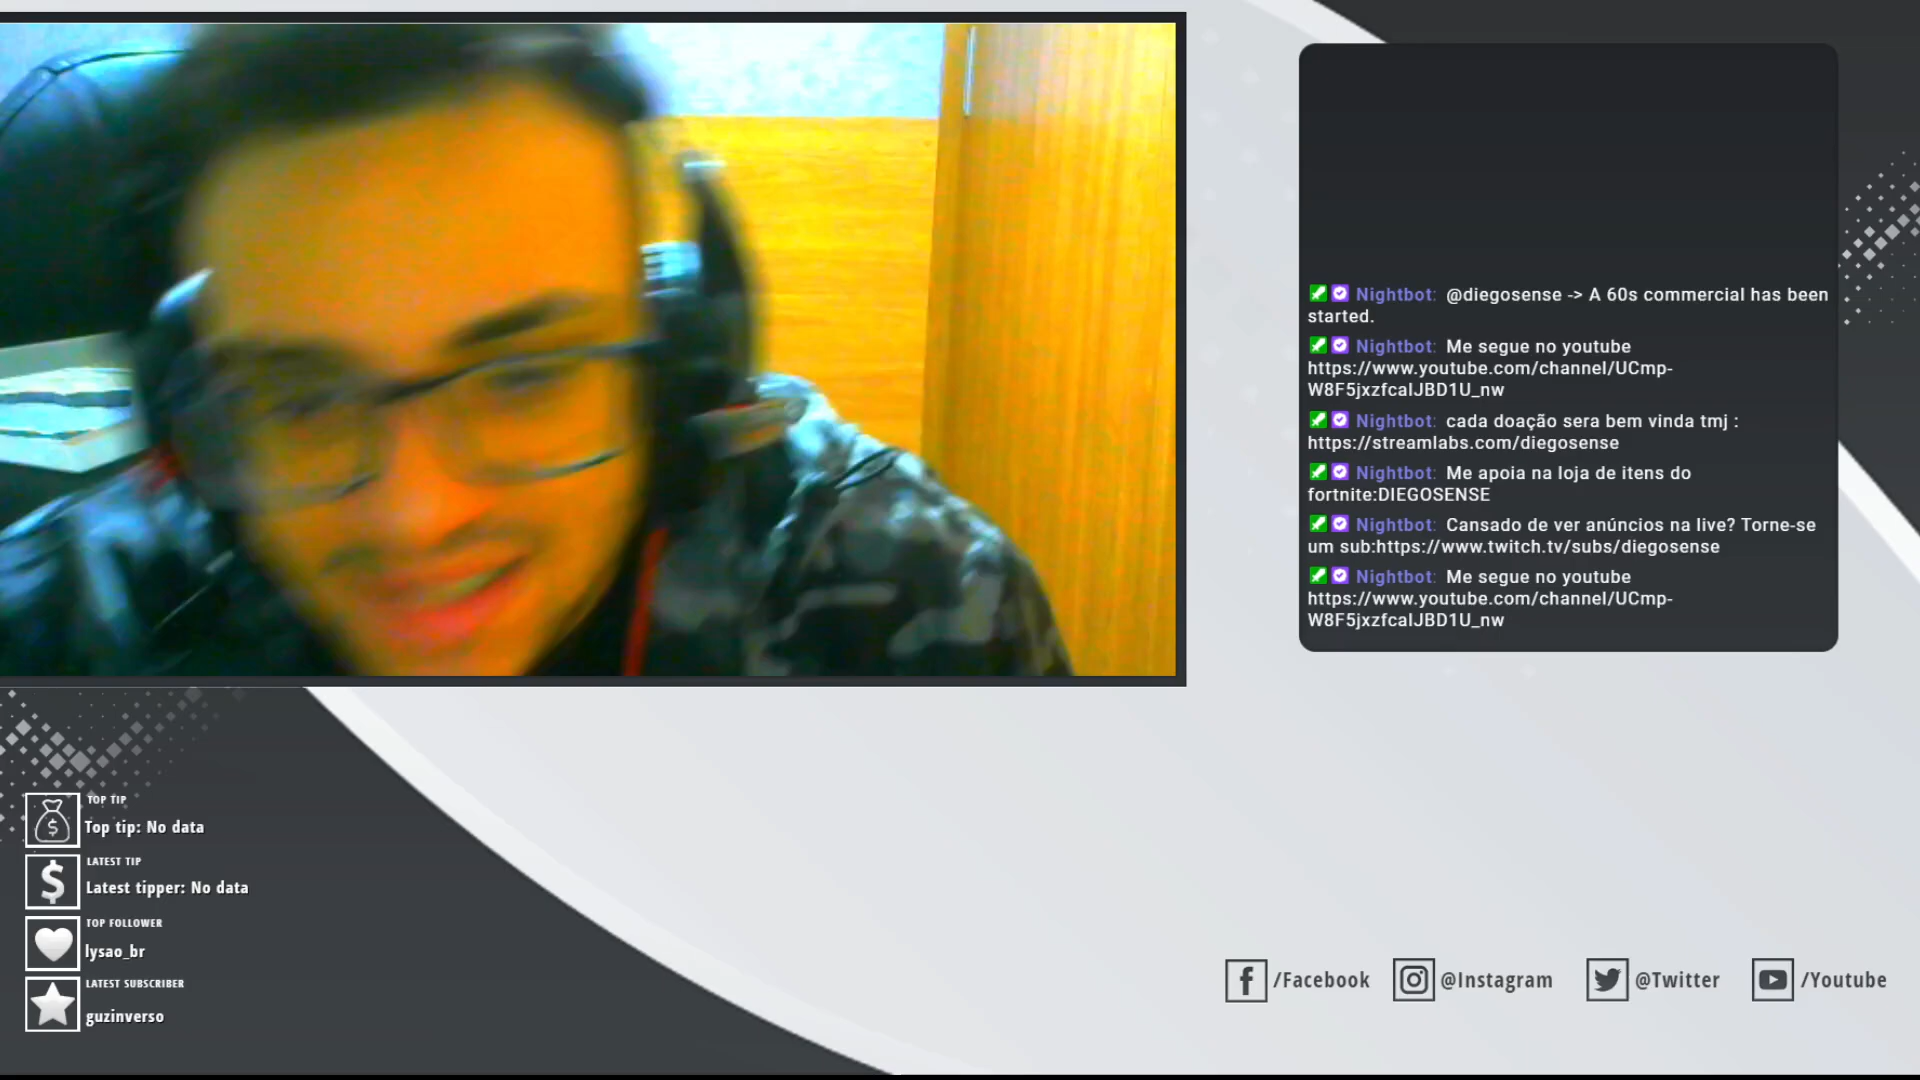 Nightbot: @diegosense -> A 60s commercial has been
started.
Nightbot: Me segue no youtube
https://www.youtube.com/channel/UCmp-
W8F5jxzfcaIJBD1U_nw
Nightbot: cada doação sera bem vinda tmj :
https://streamlabs.com/diegosense
Nightbot: Me apoia na loja de itens do
fortnite:DIEGOSENSE
Nightbot: Cansado de ver anúncios na live? Torne-se
um sub:https://www.twitch.tv/subs/diegosense
Nightbot: Me segue no youtube
https://www.youtube.com/channel/UCmp-
W8F5jxzfcaIJBD1U_nw
TOP TIP
Top tip: No data
LATEST TIP
Latest tipper: No data
TOP FOLLOWER
lysao_br
LATEST SUBSCRIBER
guzinverso
/Facebook
@Instagram
@Twitter
/Youtube